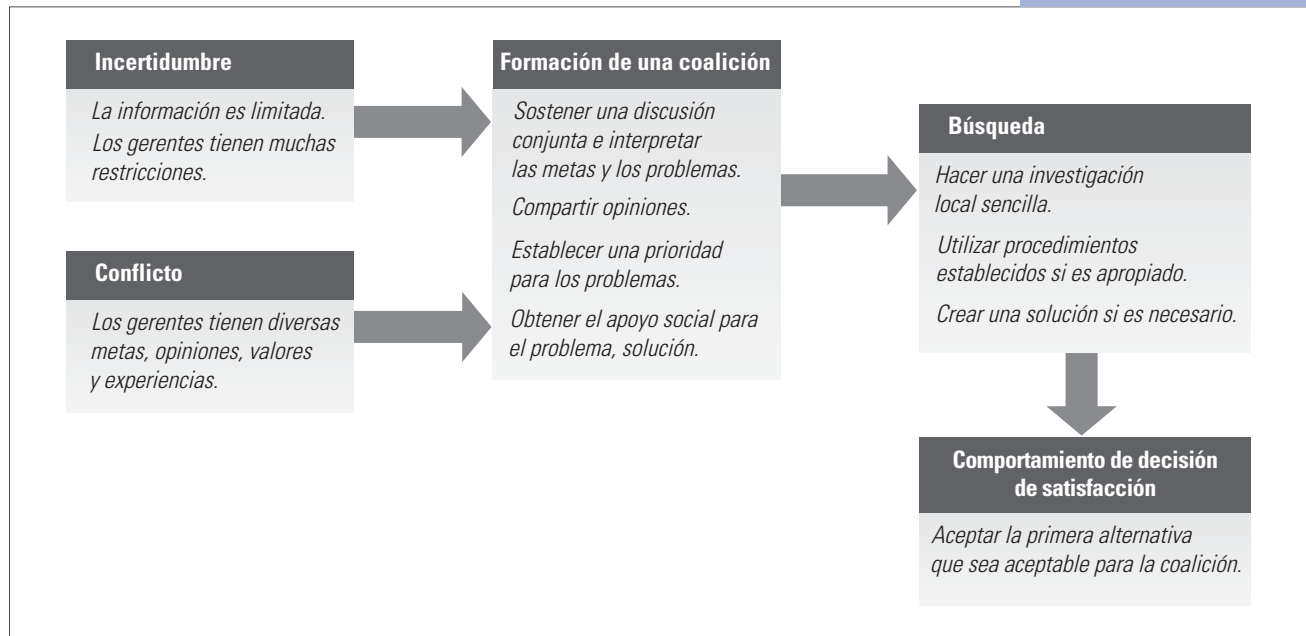 Incertidumbre
La información es limitada.
Los gerentes tienen muchas
restricciones.
Conflicto
Los gerentes tienen diversas
metas, opiniones, valores
y experiencias.
Formación de una coalición
Sostener una discusión
conjunta e interpretar
las metas y los problemas.
Compartir opiniones.
Establecer una prioridad
para los problemas.
Obtener el apoyo social para
el problema, solución.
Búsqueda
Hacer una investigación
local sencilla.
Utilizar procedimientos
establecidos si es apropiado.
Crear una solución si es necesario.
Comportamiento de decisión
de satisfacción
Aceptar la primera alternativa
que sea aceptable para la coalición.